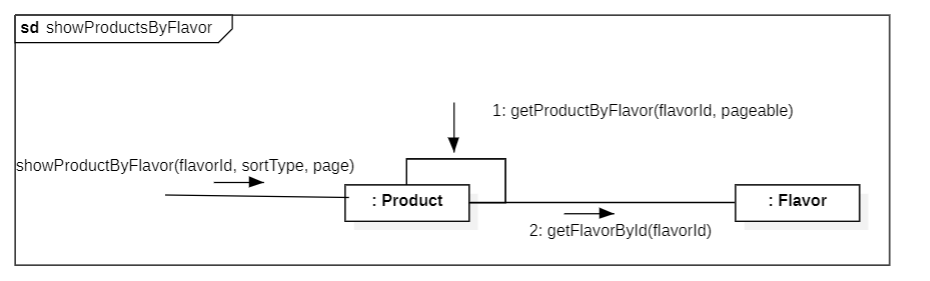 sd showProductsByFlavor
1: getProductByFlavor(flavorId, pageable)
showProductByFlavor(flavorId, sortType, page)
: Product
: Flavor
2: getFlavorById(flavorId)